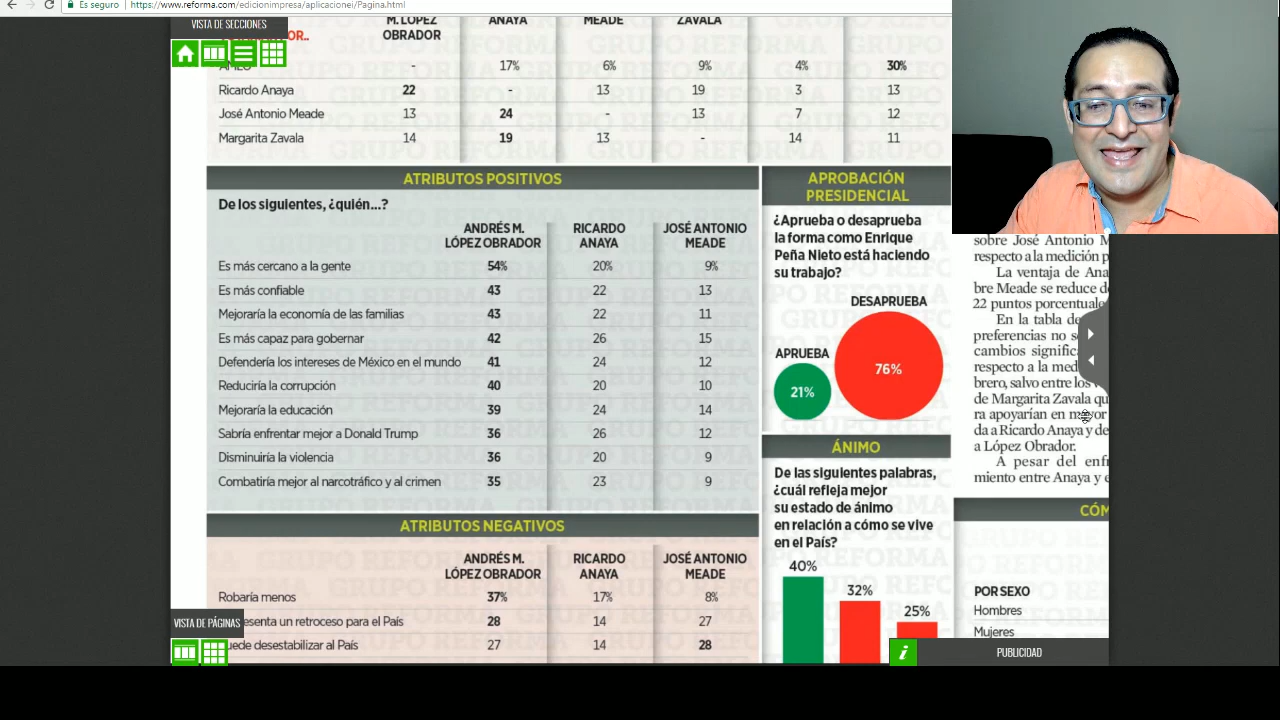 Es seguro https://www.reforma.com/edicionimpresa/aplicacionei/Pagina.html
VISTA DE SECCIONES
M. LÓPEZ OBRADOR ANAYA MEADE ZAVALA
AMLO - 17% 6% 9% 4% 30%
Ricardo Anaya 22 - 13 19 3 13
José Antonio Meade 13 24 - 13 7 12
Margarita Zavala 14 19 13 - 14 11
ATRIBUTOS POSITIVOS
De los siguientes, ¿quién...?
ANDRÉS M. RICARDO JOSÉ ANTONIO
LÓPEZ OBRADOR ANAYA MEADE
Es más cercano a la gente 54% 20% 9%
Es más confiable 43 22 13
Mejoraría la economía de las familias 43 22 11
Es más capaz para gobernar 42 26 15
Defendería los intereses de México en el mundo 41 24 12
Reduciría la corrupción 40 20 10
Mejoraría la educación 39 24 14
Sabría enfrentar mejor a Donald Trump 36 26 12
Disminuiría la violencia 36 20 9
Combatiría mejor al narcotráfico y al crimen 35 23 9
ATRIBUTOS NEGATIVOS
ANDRÉS M. RICARDO JOSÉ ANTONIO
LÓPEZ OBRADOR ANAYA MEADE
Robaría menos 37% 17% 8%
un retroceso para el País 28 14 27
desestabilizar al País 27 14 28
VISTA DE PÁGINAS
APROBACIÓN
PRESIDENCIAL
¿Aprueba o desaprueba
la forma como Enrique
Peña Nieto está haciendo
su trabajo?
DESAPRUEBA
APRUEBA
76%
21%
ÁNIMO
De las siguientes palabras,
¿cuál refleja mejor
su estado de ánimo
en relación a cómo se vive
en el País?
40%
32%
25%
sobre José Antonio M
respecto a la medición p
La ventaja de Ana
bre Meade se reduce d
22 puntos porcentuale
En la tabla de
preferencias no s
cambios signific
respecto a la med
brero, salvo entre los
de Margarita Zavala qu
ra apoyarían en mayor
da a Ricardo Anaya y de
a López Obrador.
A pesar del enf
miento entre Anaya y e
CÓM
POR SEXO
Hombres
Mujeres
i PUBLICIDAD